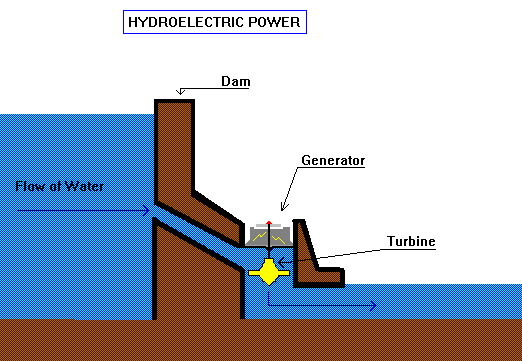 HYDROELECTRIC POWER
Dam
Generator
Flow of Water
Turbine